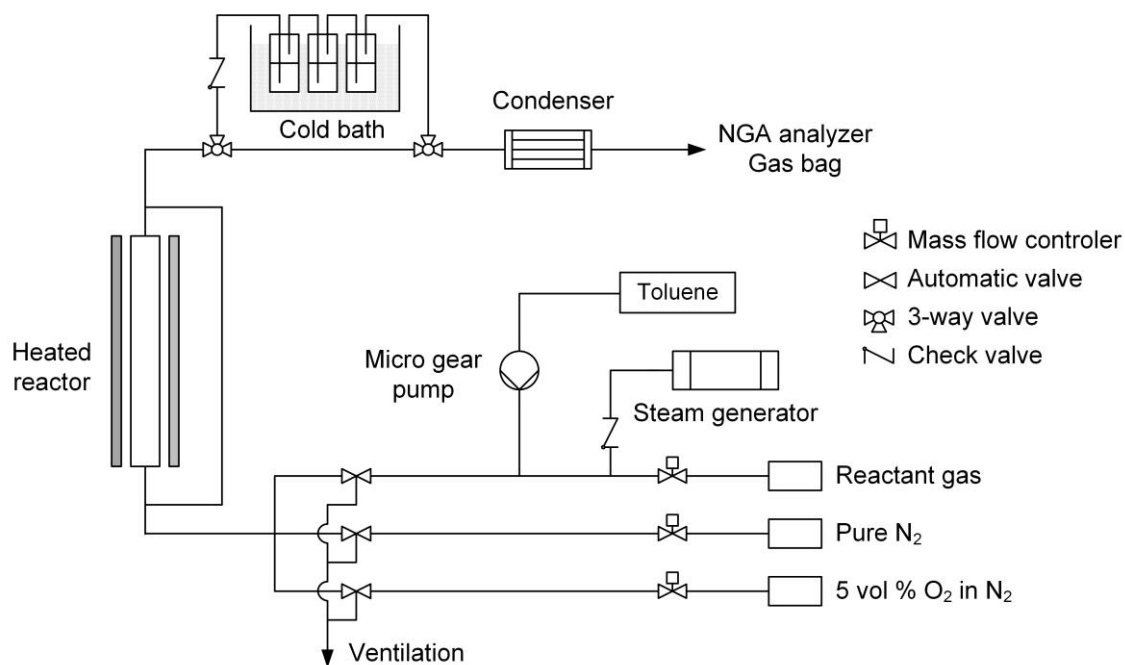 Cold bath
Condenser
NGA analyzer
Gas bag
Mass flow controler
Automatic valve
3-way valve
Check valve
Toluene
Heated
reactor
Micro gear
pump
Steam generator
Reactant gas
Pure N₂
5 vol % O₂ in N₂
Ventilation